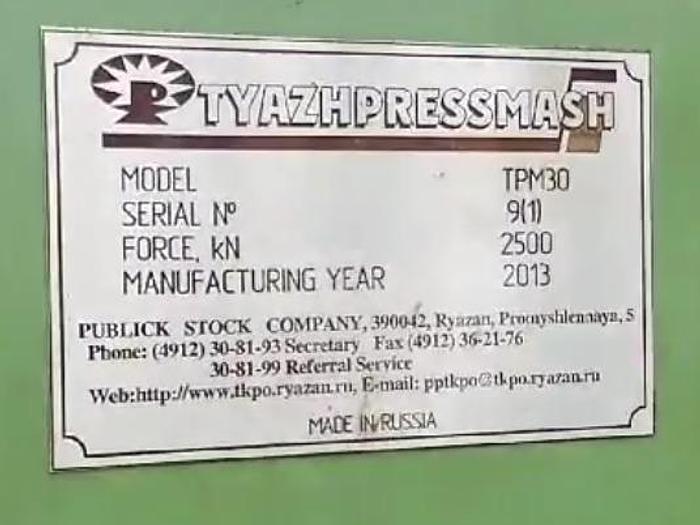 TYAZHPRESSMASH
MODEL TPM30
SERIAL Nº 9(1)
FORCE, kN 2500
MANUFACTURING YEAR 2013
PUBLICK STOCK COMPANY, 390042, Ryazan, Promyshlennaya, 5
Phone: (4912) 30-81-93 Secretary Fax (4912) 36-21-76
30-81-99 Referral Service
Web:http://www.tkpo.ryazan.ru, E-mail: pptkpo@tkpo.ryazan.ru
MADE IN RUSSIA